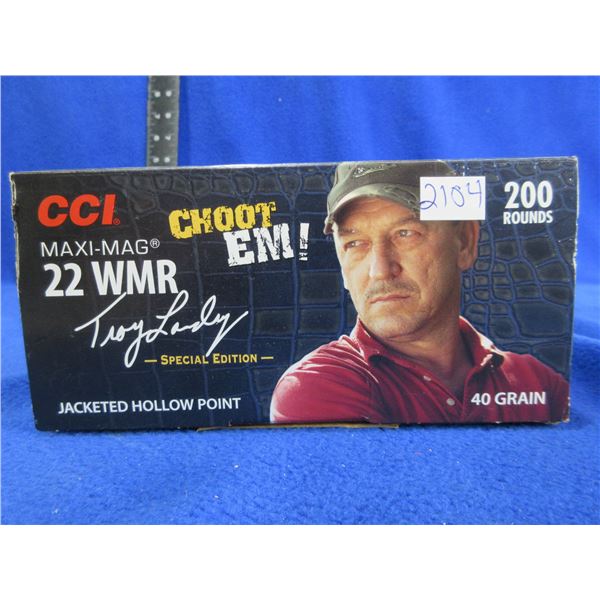 CCI®
MAXI-MAG®
22 WMR
CHOOT
EM!
Troy Landry
— SPECIAL EDITION —
JACKETED HOLLOW POINT
2104
200
ROUNDS
40 GRAIN